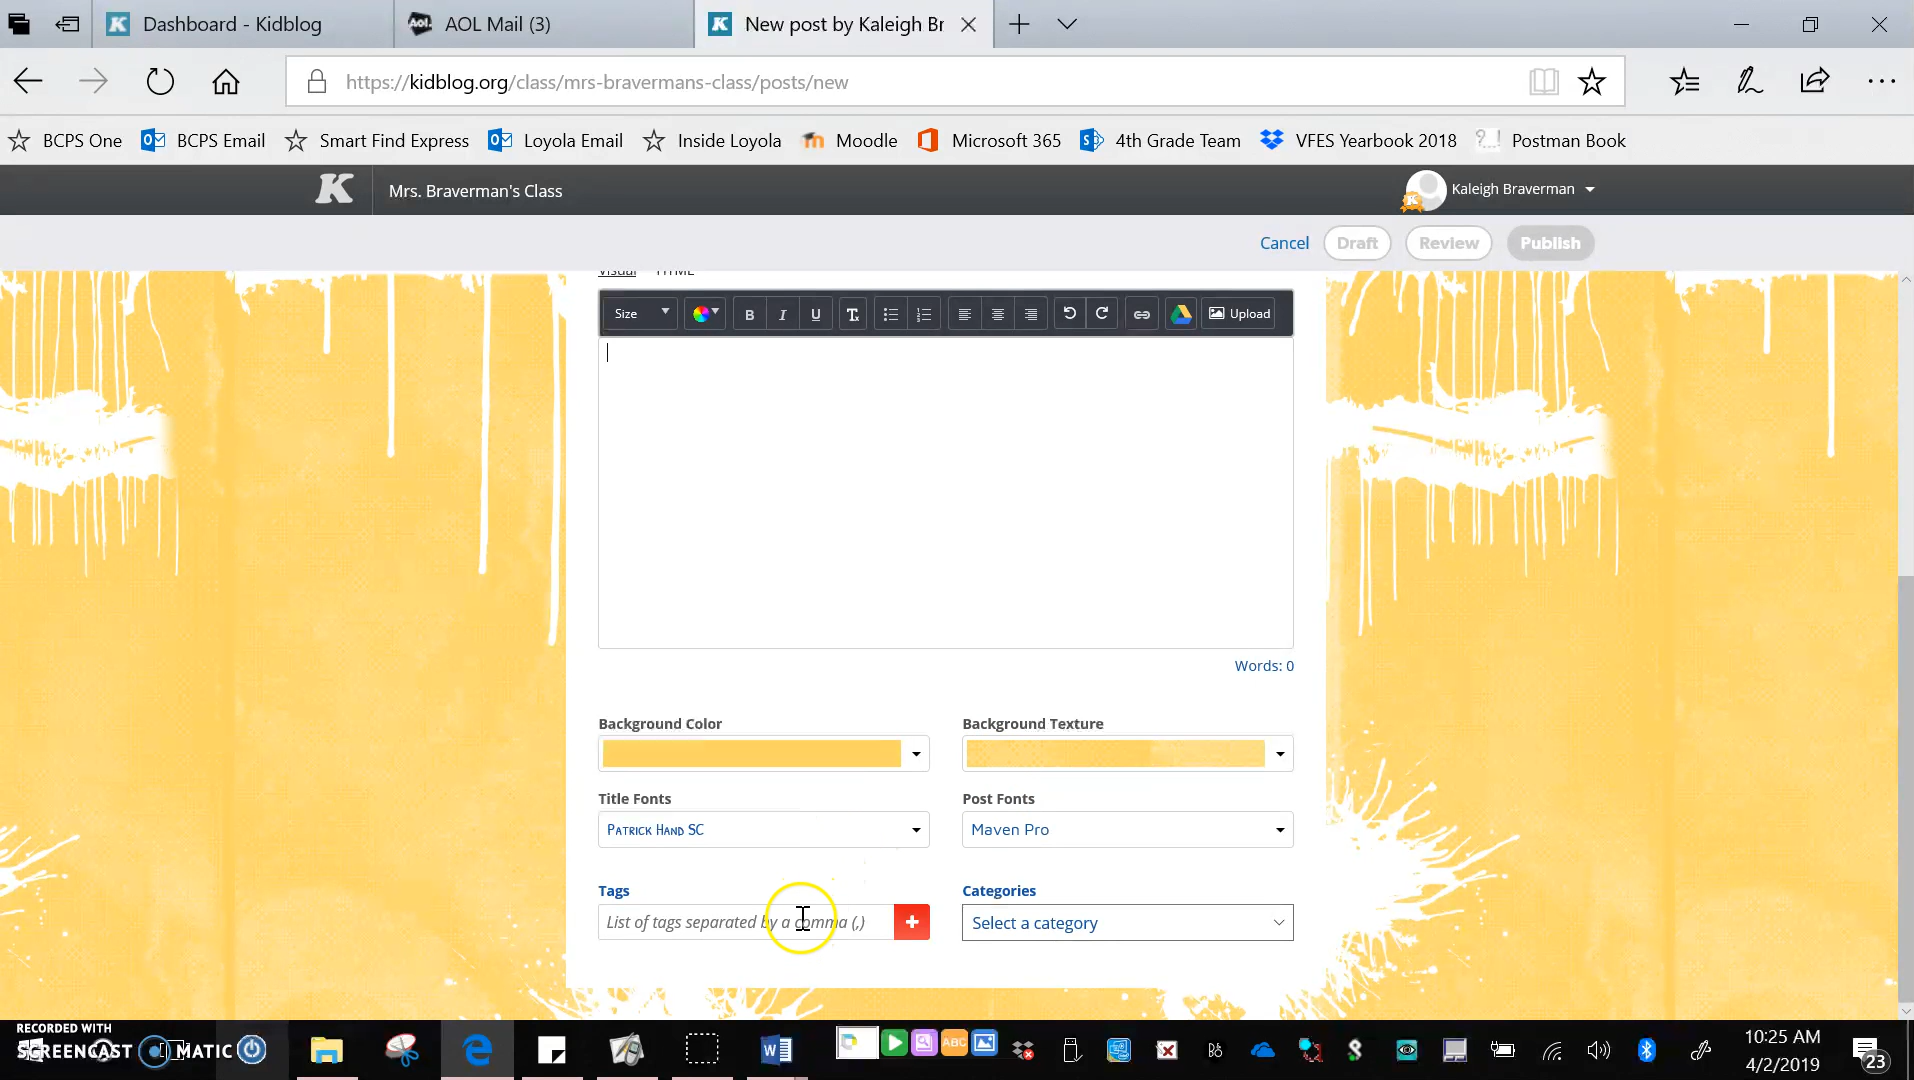 Dashboard - Kidblog
AOL Mail (3)
New post by Kaleigh Br
https://kidblog.org/class/mrs-bravermans-class/posts/new
BCPS One
BCPS Email
Smart Find Express
Loyola Email
Inside Loyola
Moodle
Microsoft 365
4th Grade Team
VFES Yearbook 2018
Postman Book
K
Mrs. Braverman's Class
Kaleigh Braverman
Cancel
Draft
Review
Publish
Visual
HTML
Size
B
I
U
Upload
Words: 0
Background Color
Background Texture
Title Fonts
Post Fonts
Patrick Hand SC
Maven Pro
Tags
Categories
List of tags separated by a comma (,)
Select a category
RECORDED WITH
SCREENCAST MATIC
ABC
10:25 AM
4/2/2019
23